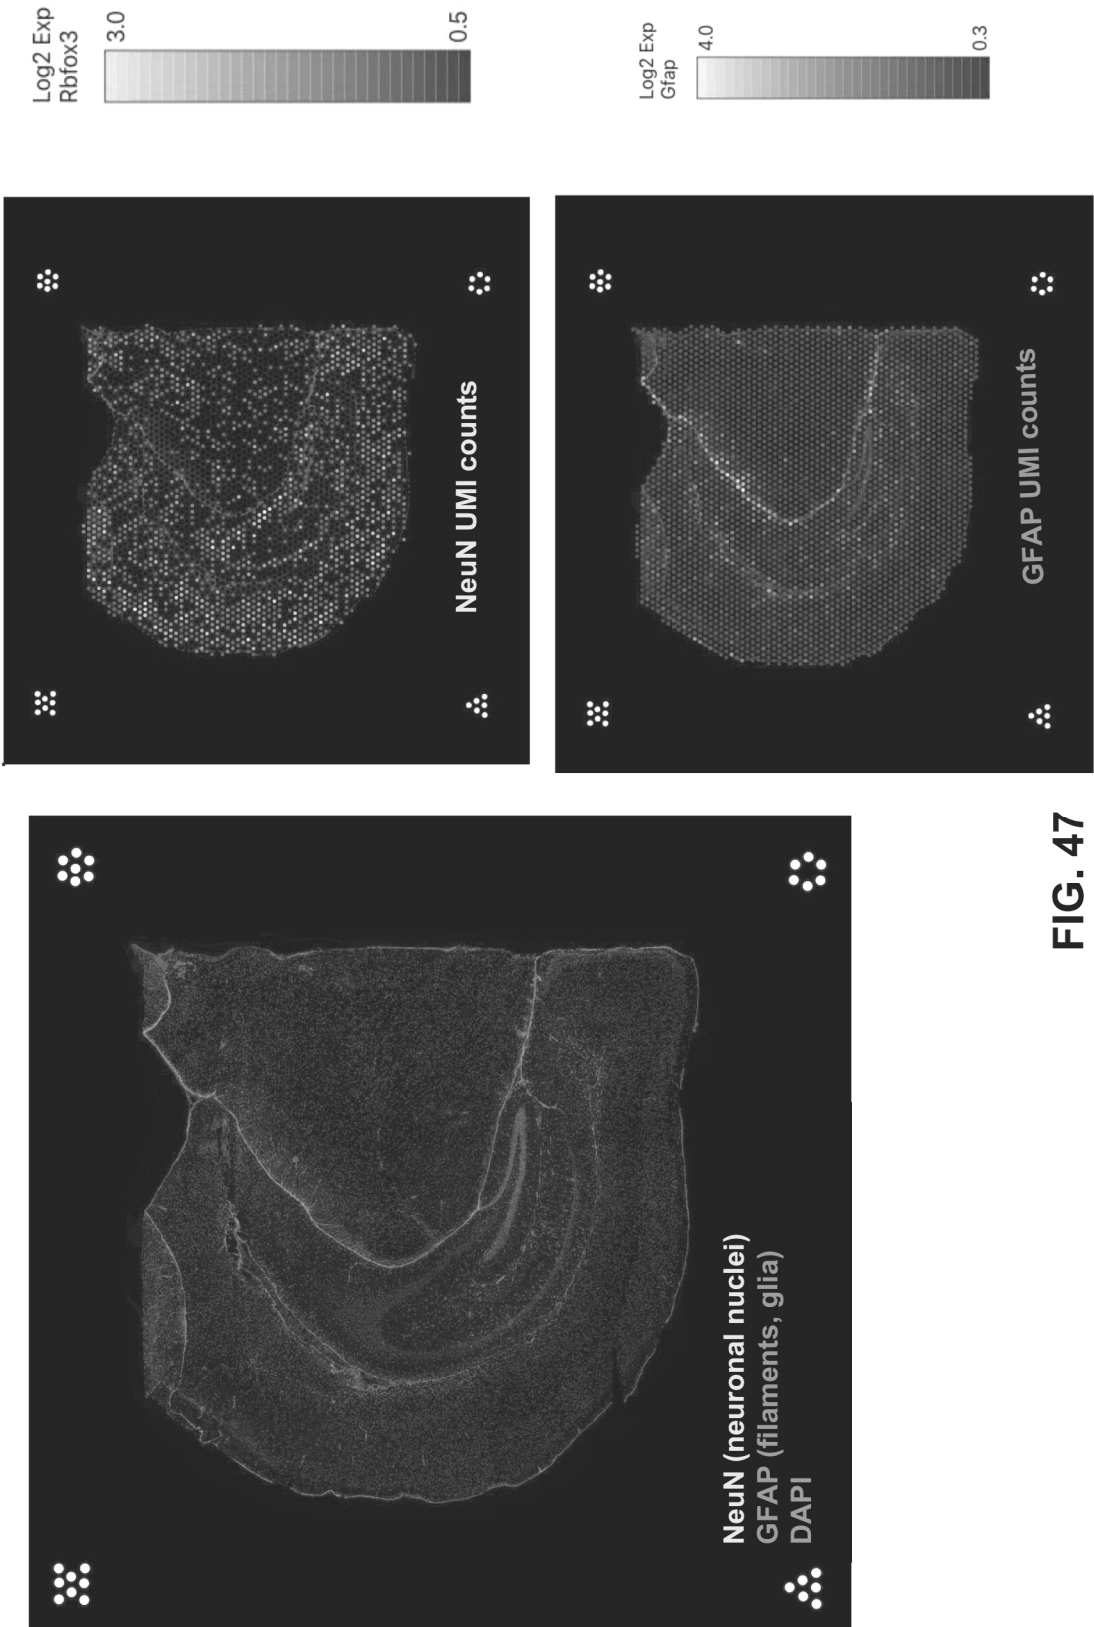 NeuN (neuronal nuclei)
GFAP (filaments, glia)
DAPI
NeuN UMI counts
Log2 Exp
Rbfox3
3.0
0.5
GFAP UMI counts
Log2 Exp
Gfap
4.0
0.3
FIG. 47